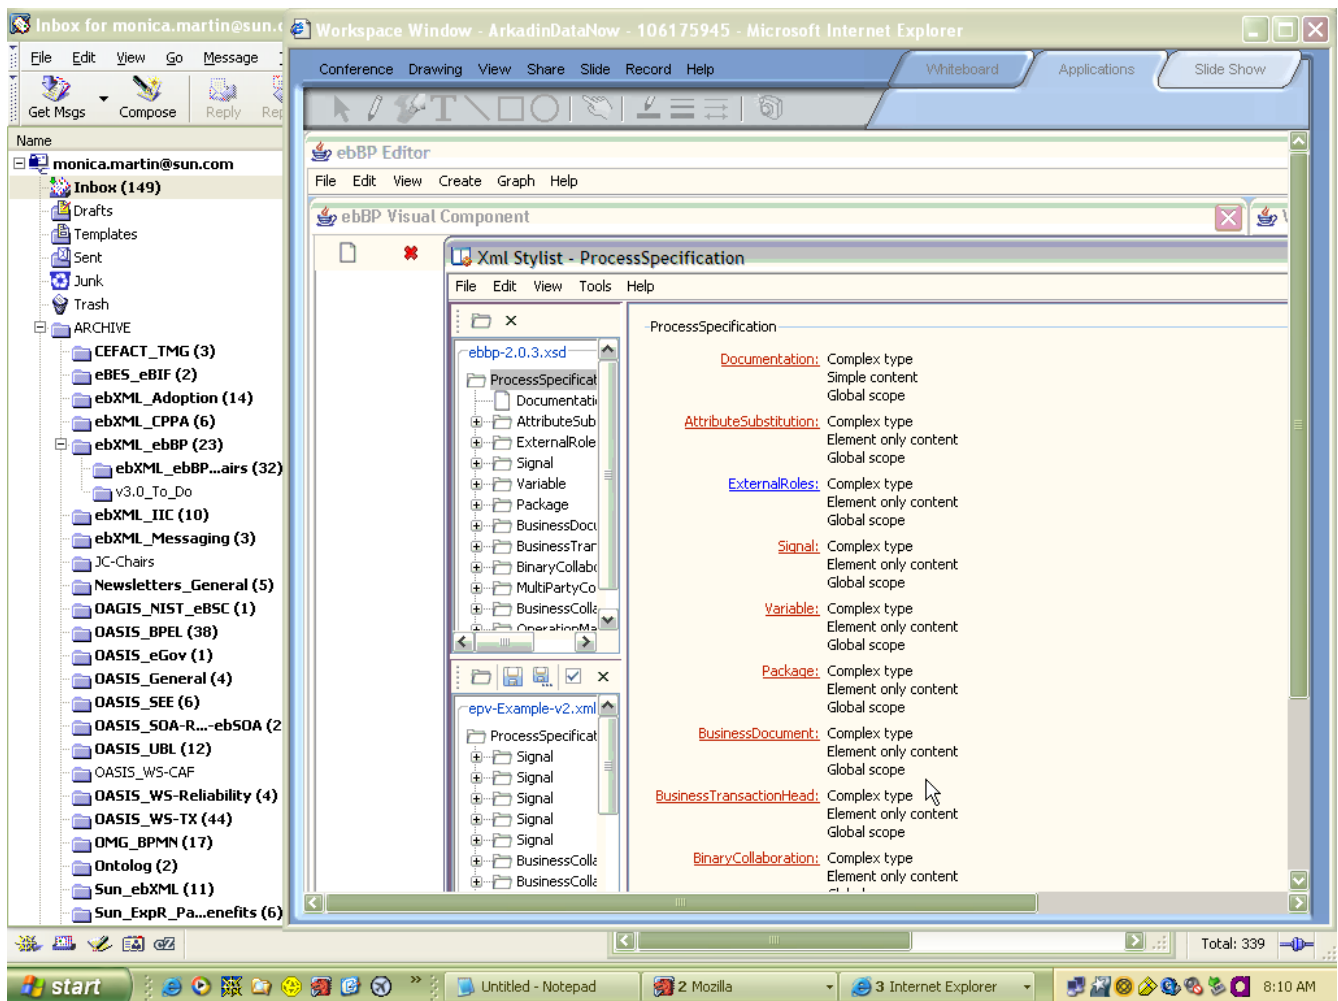 Inbox for monica.martin@sun.c
File Edit View Go Message
Get Msgs Compose Reply
Name
monica.martin@sun.com
Inbox (149)
Drafts
Templates
Sent
Junk
Trash
ARCHIVE
CEFACT_TMG (3)
eBES_eBIF (2)
ebXML_Adoption (14)
ebXML_CPPA (6)
ebXML_ebBP (23)
ebXML_ebBP...airs (32)
v3.0_To_Do
ebXML_IIC (10)
ebXML_Messaging (3)
JC-Chairs
Newsletters_General (5)
OAGIS_NIST_eBSC (1)
OASIS_BPEL (38)
OASIS_eGov (1)
OASIS_General (4)
OASIS_SEE (6)
OASIS_SOA-R...-ebSOA (2
OASIS_UBL (12)
OASIS_WS-CAF
OASIS_WS-Reliability (4)
OASIS_WS-TX (44)
OMG_BPMN (17)
Ontolog (2)
Sun_ebXML (11)
Sun_ExpR_Pa...enefits (6)
Workspace Window - ArkadinDataNow - 106175945 - Microsoft Internet Explorer
Conference Drawing View Share Slide Record Help
Whiteboard Applications Slide Show
ebBP Editor
File Edit View Create Graph Help
ebBP Visual Component
Xml Stylist - ProcessSpecification
File Edit View Tools Help
ebbp-2.0.3.xsd
ProcessSpecificat
Documentati
AttributeSub
ExternalRole
Signal
Variable
Package
BusinessDocu
BusinessTran
BinaryCollabo
MultiPartyCo
BusinessColla
OperationMa
epv-Example-v2.xml
ProcessSpecificat
Signal
Signal
Signal
Signal
Signal
BusinessColla
BusinessColla
ProcessSpecification
Documentation: Complex type
Simple content
Global scope
AttributeSubstitution: Complex type
Element only content
Global scope
ExternalRoles: Complex type
Element only content
Global scope
Signal: Complex type
Element only content
Global scope
Variable: Complex type
Element only content
Global scope
Package: Complex type
Element only content
Global scope
BusinessDocument: Complex type
Element only content
Global scope
BusinessTransactionHead: Complex type
Element only content
Global scope
BinaryCollaboration: Complex type
Element only content
Total: 339
start
Untitled - Notepad
2 Mozilla
3 Internet Explorer
8:10 AM